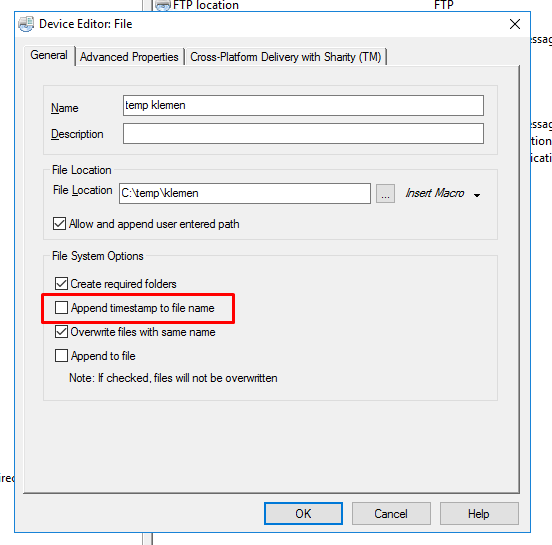 FTP location FTP
Device Editor: File
General Advanced Properties Cross-Platform Delivery with Sharity (TM)
Name temp klemen
Description
File Location
File Location C:\temp\klemen ... Insert Macro
Allow and append user entered path
File System Options
Create required folders
Append timestamp to file name
Overwrite files with same name
Append to file
Note: If checked, files will not be overwritten
OK Cancel Help